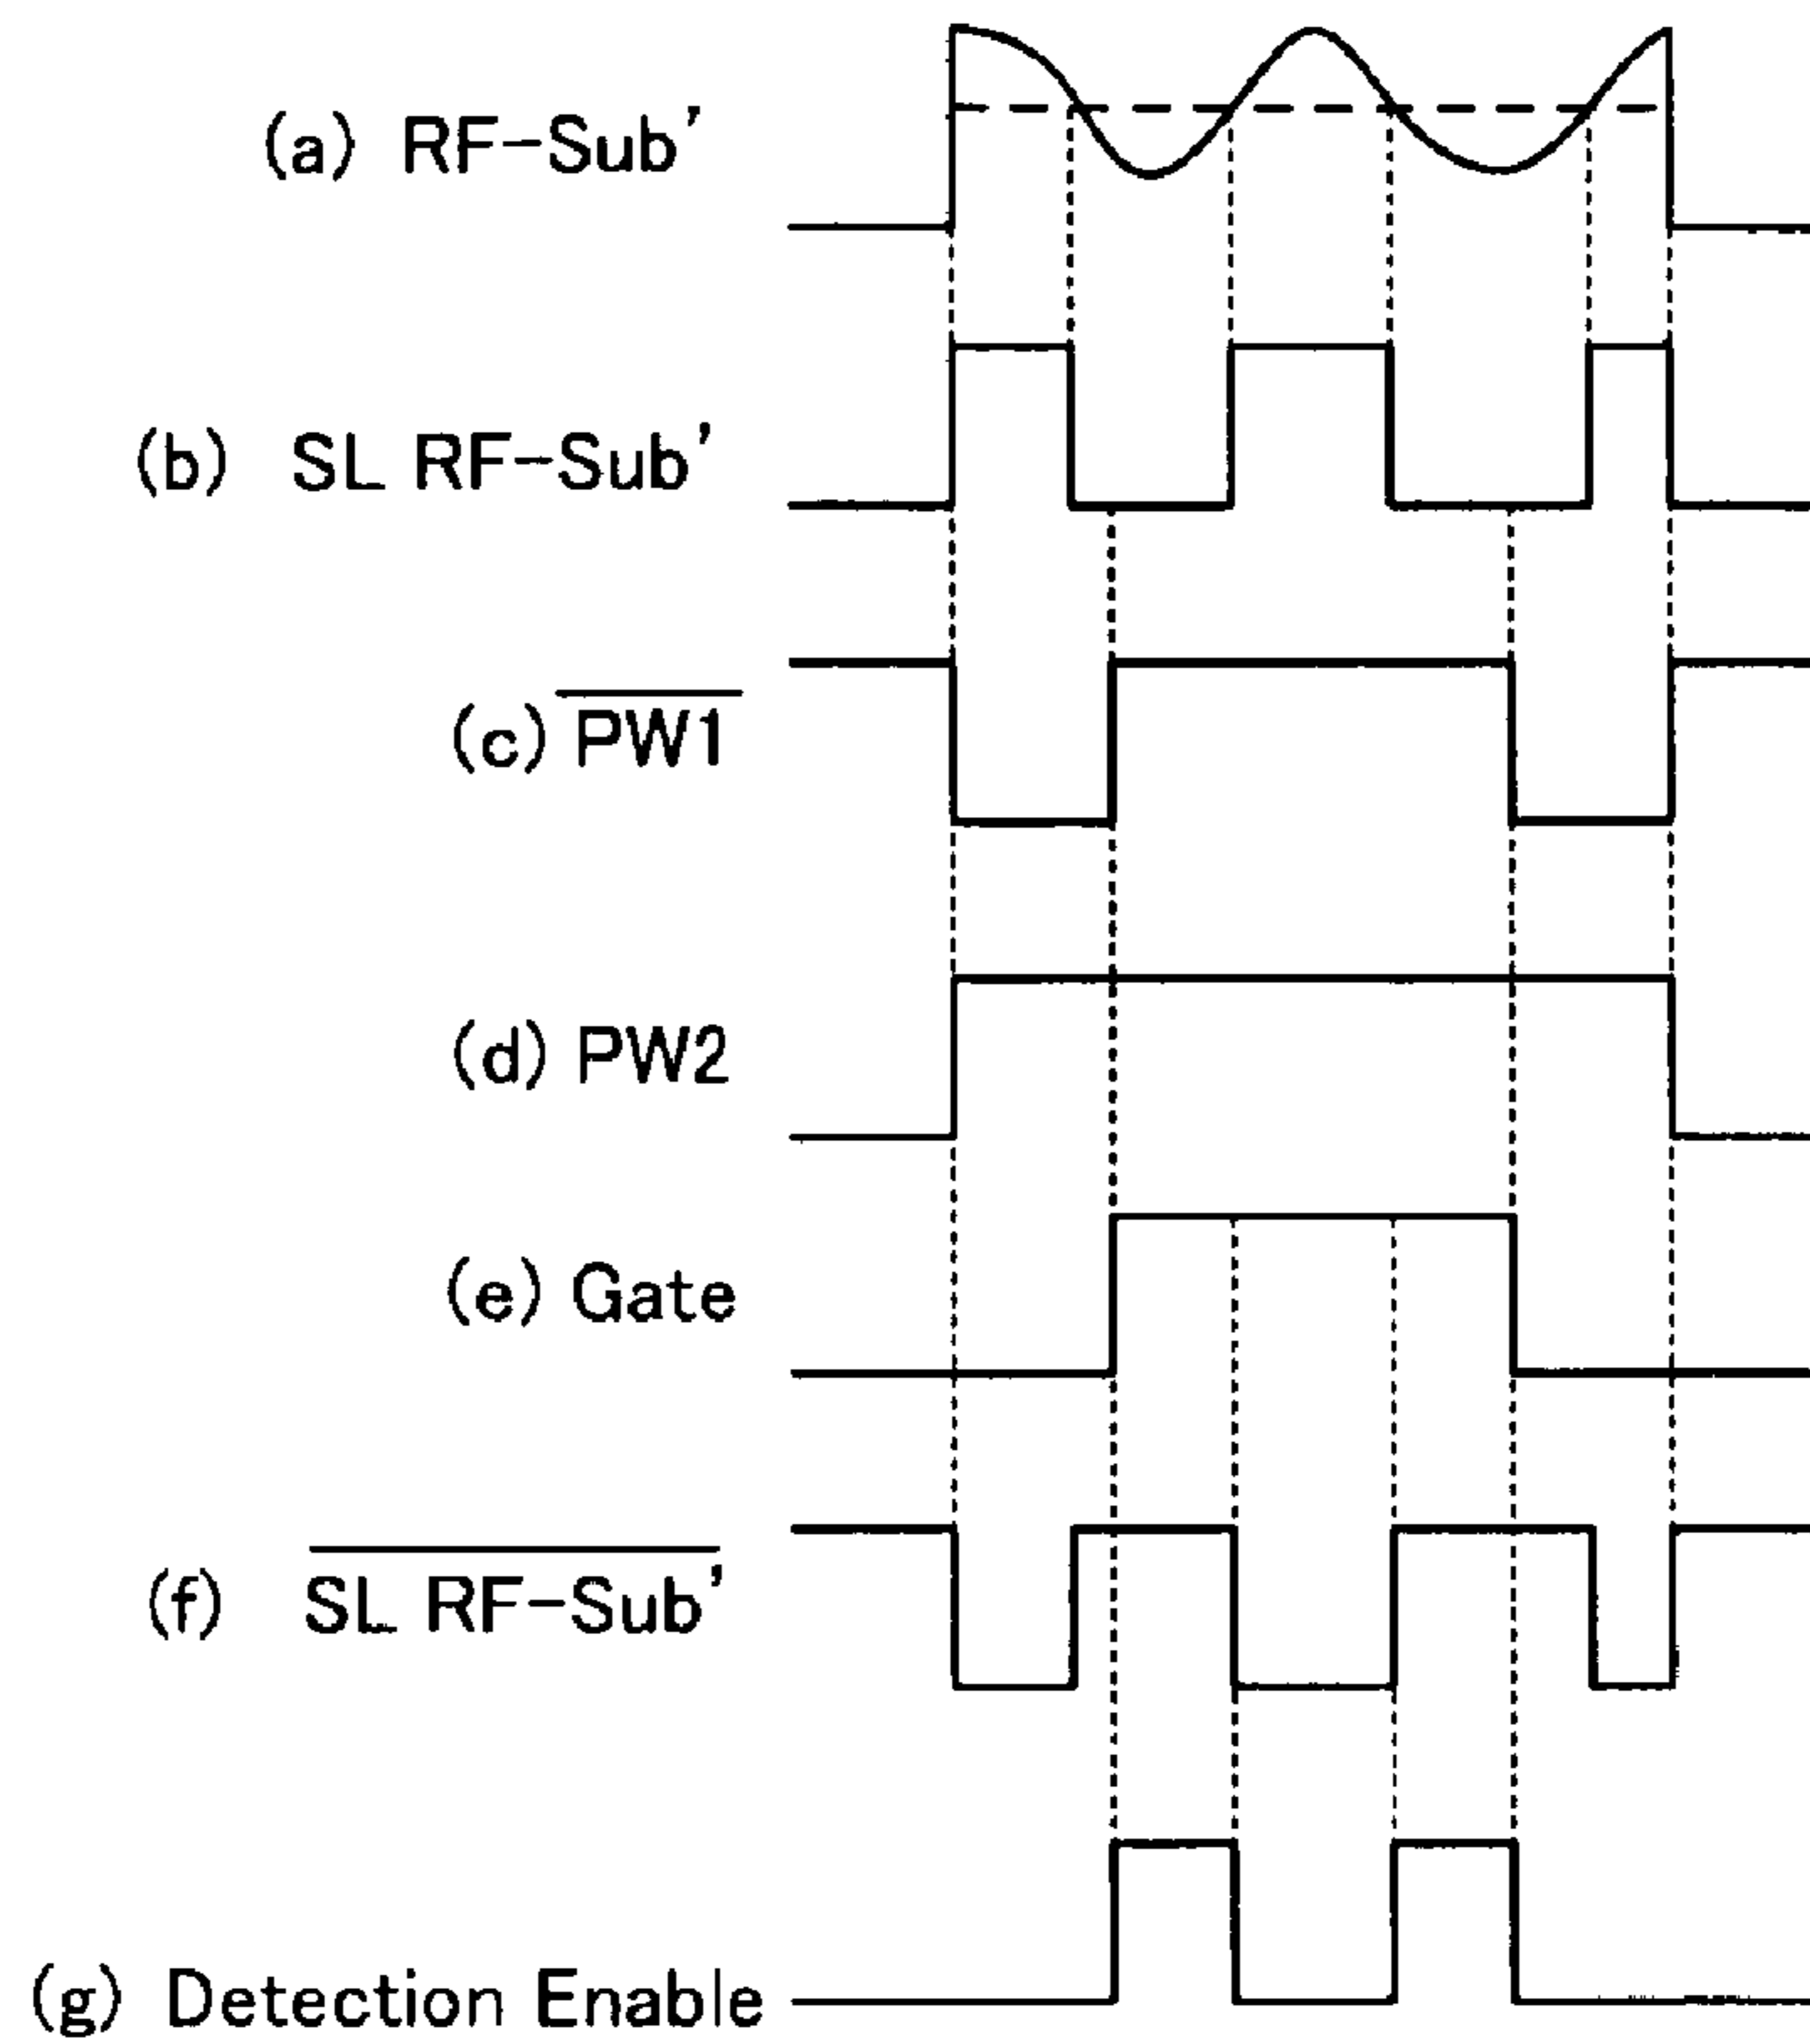 (a) RF-Sub'
(b) SL RF-Sub'
(c) PW1
(d) PW2
(e) Gate
(f) SL RF-Sub'
(g) Detection Enable